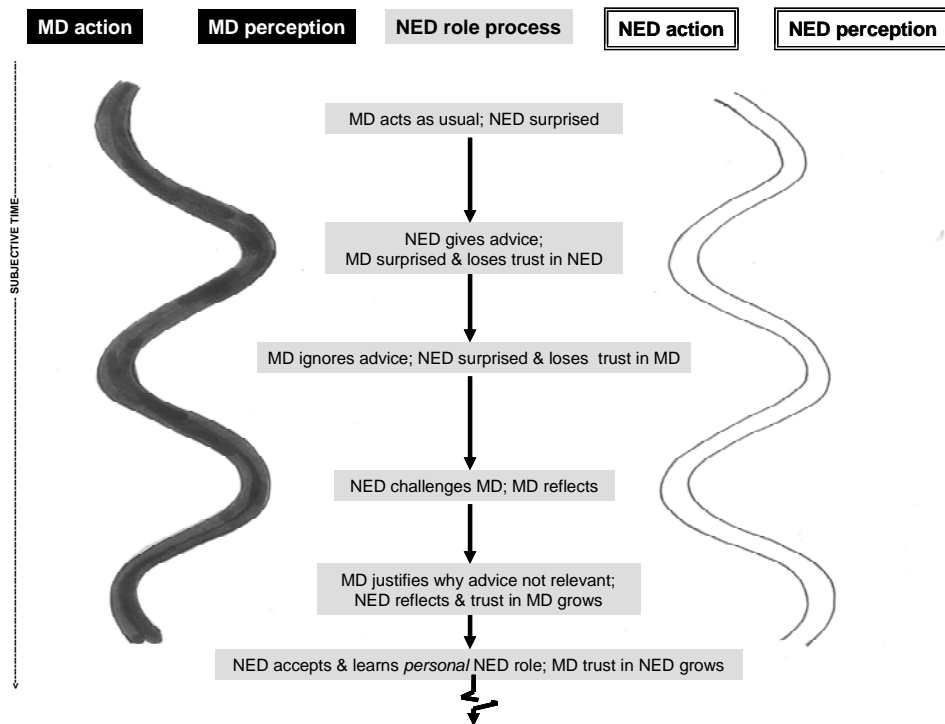 MD action
MD perception
NED role process
NED action
NED perception
SUBJECTIVE TIME
MD acts as usual; NED surprised
NED gives advice;
MD surprised & loses trust in NED
MD ignores advice; NED surprised & loses trust in MD
NED challenges MD; MD reflects
MD justifies why advice not relevant;
NED reflects & trust in MD grows
NED accepts & learns personal NED role; MD trust in NED grows